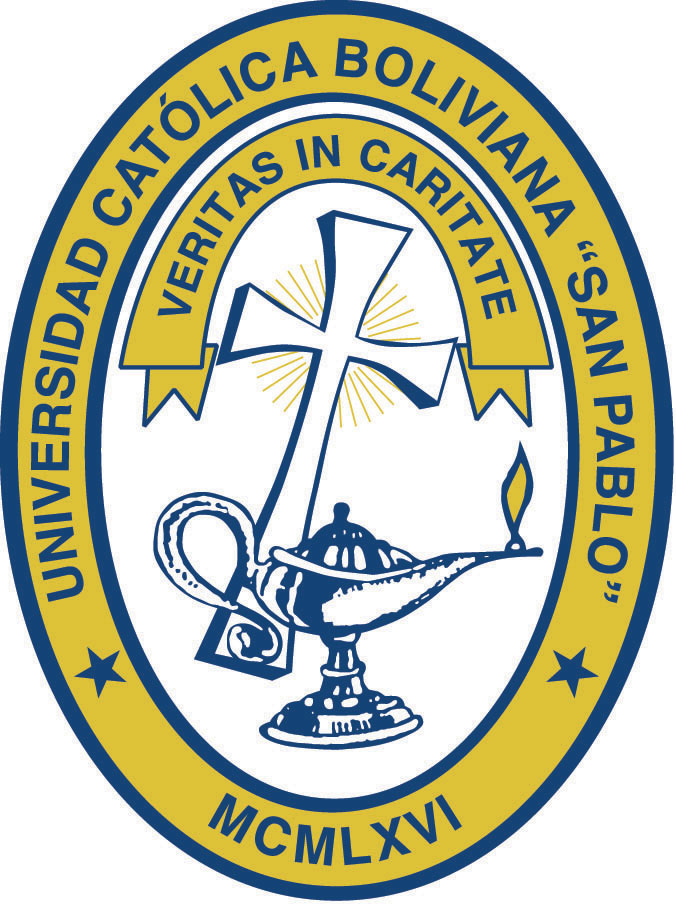 UNIVERSIDAD CATÓLICA BOLIVIANA “SAN PABLO”
VERITAS IN CARITATE
MCMLXVI